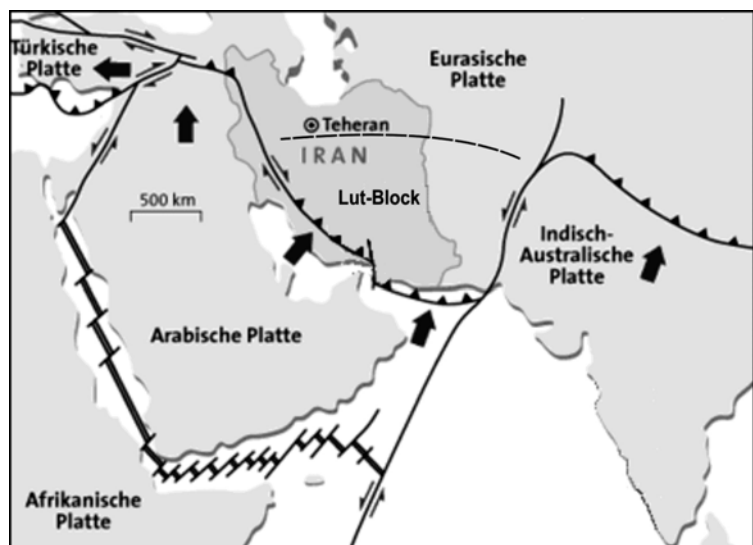 Türkische
Platte
Eurasische
Platte
Teheran
IRAN
500 km
Lut-Block
Indisch-
Australische
Platte
Arabische Platte
Afrikanische
Platte